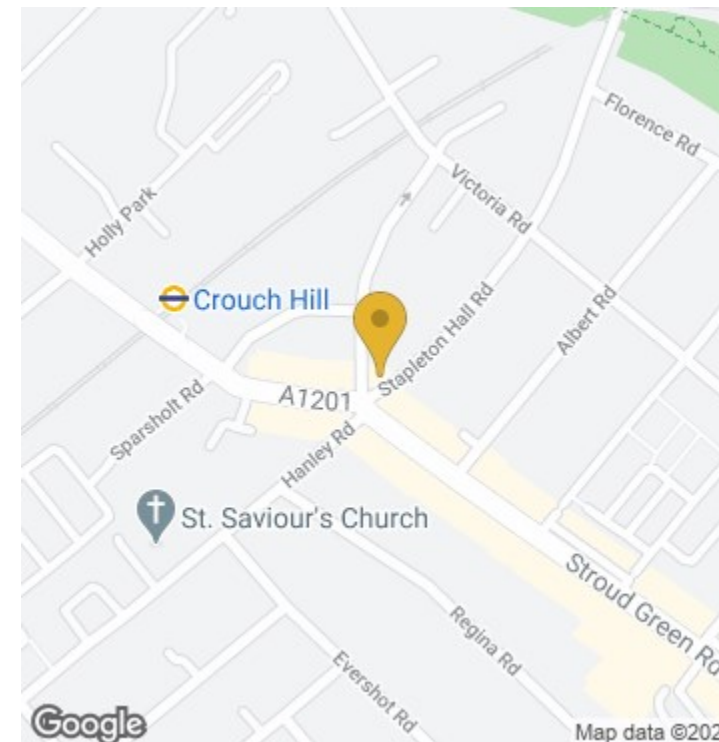 Florence Rd
Victoria Rd
Holly Park
Crouch Hill
Stapleton Hall Rd
Albert Rd
A1201
Sparsholt Rd
Hanley Rd
St. Saviour's Church
Stroud Green Rd
Regina Rd
Evershot Rd
Google
Map data ©202